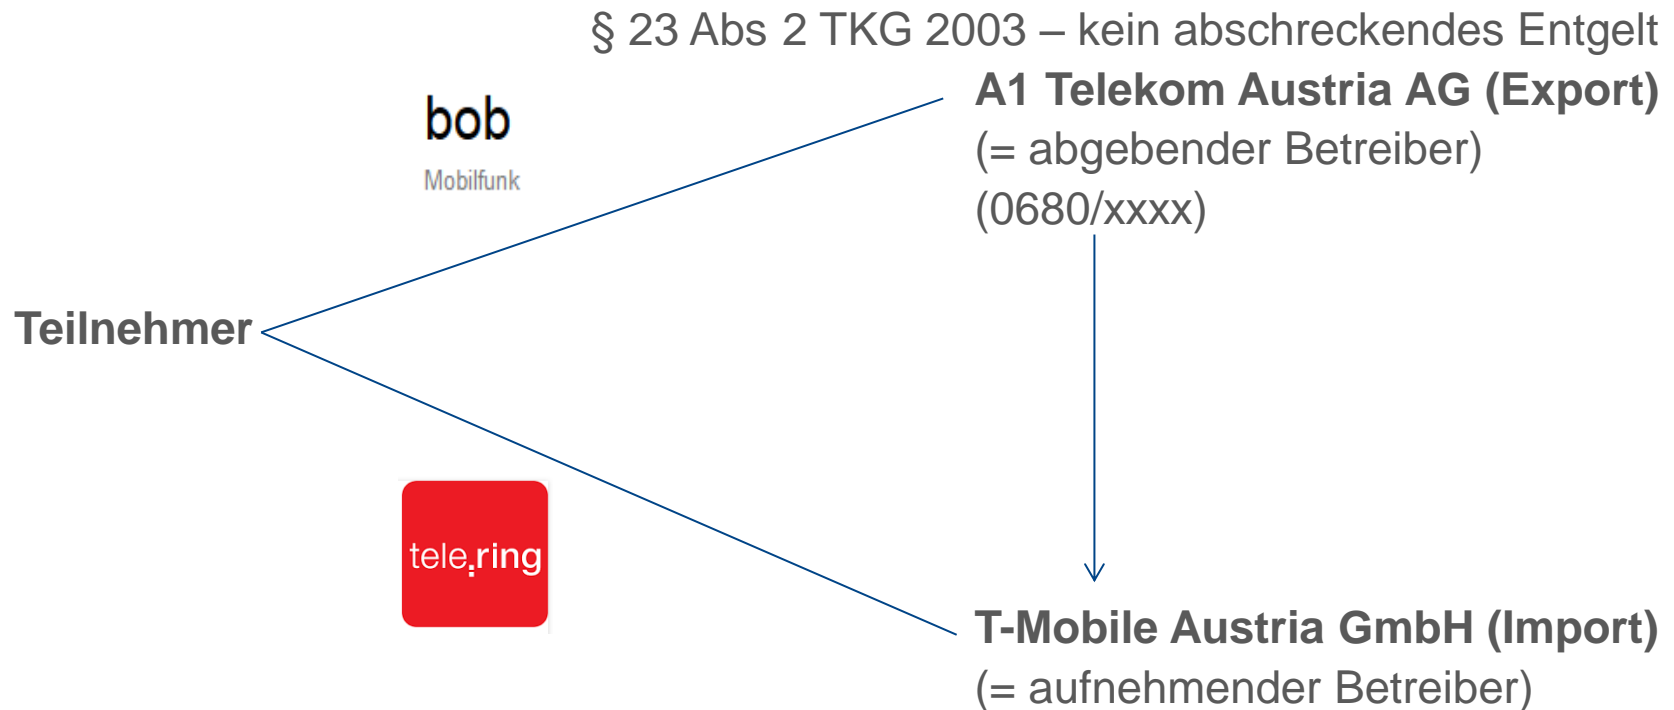 § 23 Abs 2 TKG 2003 – kein abschreckendes Entgelt
bob
Mobilfunk
A1 Telekom Austria AG (Export)
(= abgebender Betreiber)
(0680/xxxx)
Teilnehmer
tele.ring
T-Mobile Austria GmbH (Import)
(= aufnehmender Betreiber)